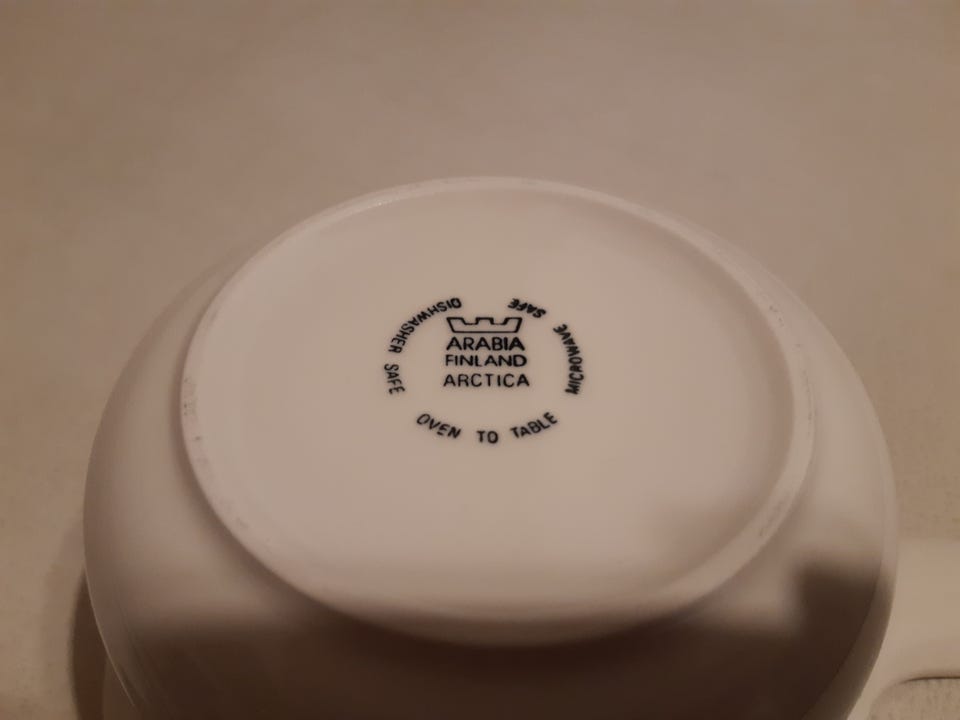 ARABIA
FINLAND
ARCTICA
DISHWASHER SAFE
OVEN TO TABLE
MICROWAVE SAFE